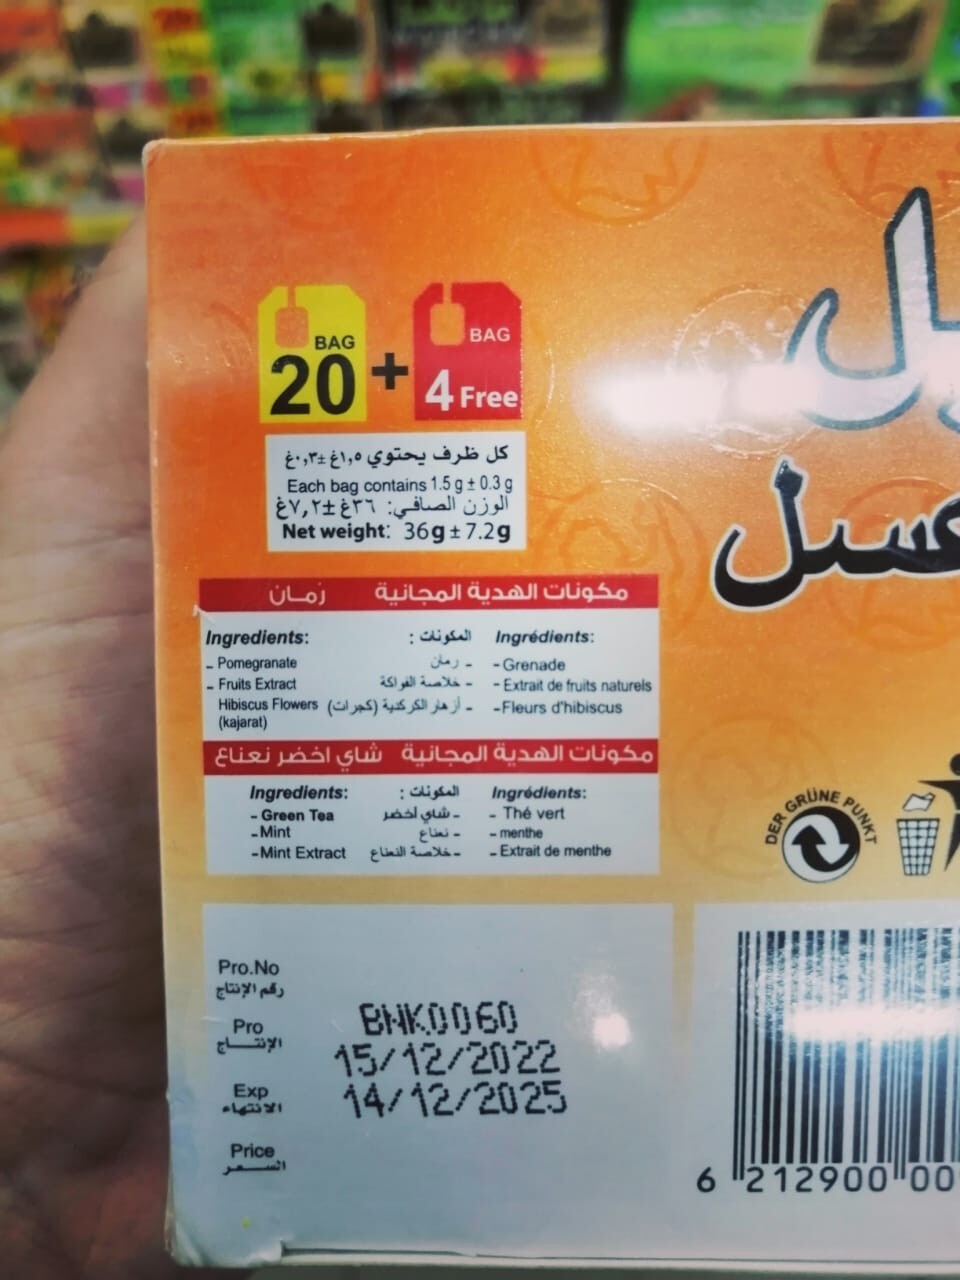 BAG
20
+
BAG
4 Free
كل ظرف يحتوي ١,٥غ ±٠,٣غ
Each bag contains 1.5 g ± 0.3 g
الوزن الصافي: ٣٦غ ±٧,٢غ
Net weight: 36g ± 7.2g
عسل
مكونات الهدية المجانية زمان
Ingredients: المكونات : Ingrédients:
- Pomegranate - رمان - Grenade
- Fruits Extract - خلاصة الفواكة - Extrait de fruits naturels
Hibiscus Flowers (kajarat) - أزهار الكركدية (كجرات) - Fleurs d'hibiscus
مكونات الهدية المجانية شاي اخضر نعناع
Ingredients: المكونات : Ingrédients:
- Green Tea - شاي أخضر - Thé vert
- Mint - نعناع - menthe
- Mint Extract - خلاصة النعناع - Extrait de menthe
DER GRÜNE PUNKT
Pro.No
رقم الإنتاج
BNK0060
Pro
الإنتاج
15/12/2022
Exp
الانتهاء
14/12/2025
Price
السعر
6 212900 00